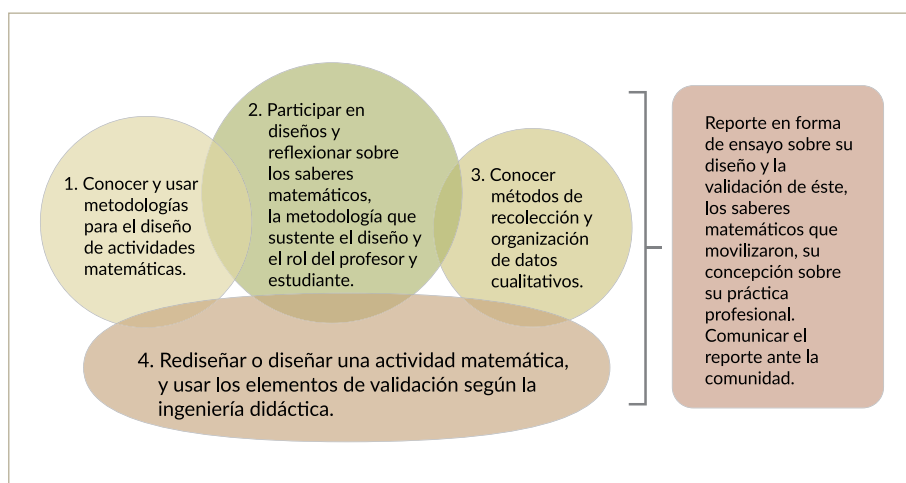 1. Conocer y usar
metodologías
para el diseño
de actividades
matemáticas.
2. Participar en
diseños y
reflexionar sobre
los saberes
matemáticos,
la metodología que
sustente el diseño y
el rol del profesor y
estudiante.
3. Conocer
métodos de
recolección y
organización
de datos
cualitativos.
4. Rediseñar o diseñar una actividad matemática,
y usar los elementos de validación según la
ingeniería didáctica.
Reporte en forma
de ensayo sobre su
diseño y la
validación de éste,
los saberes
matemáticos que
movilizaron, su
concepción sobre
su práctica
profesional.
Comunicar el
reporte ante la
comunidad.